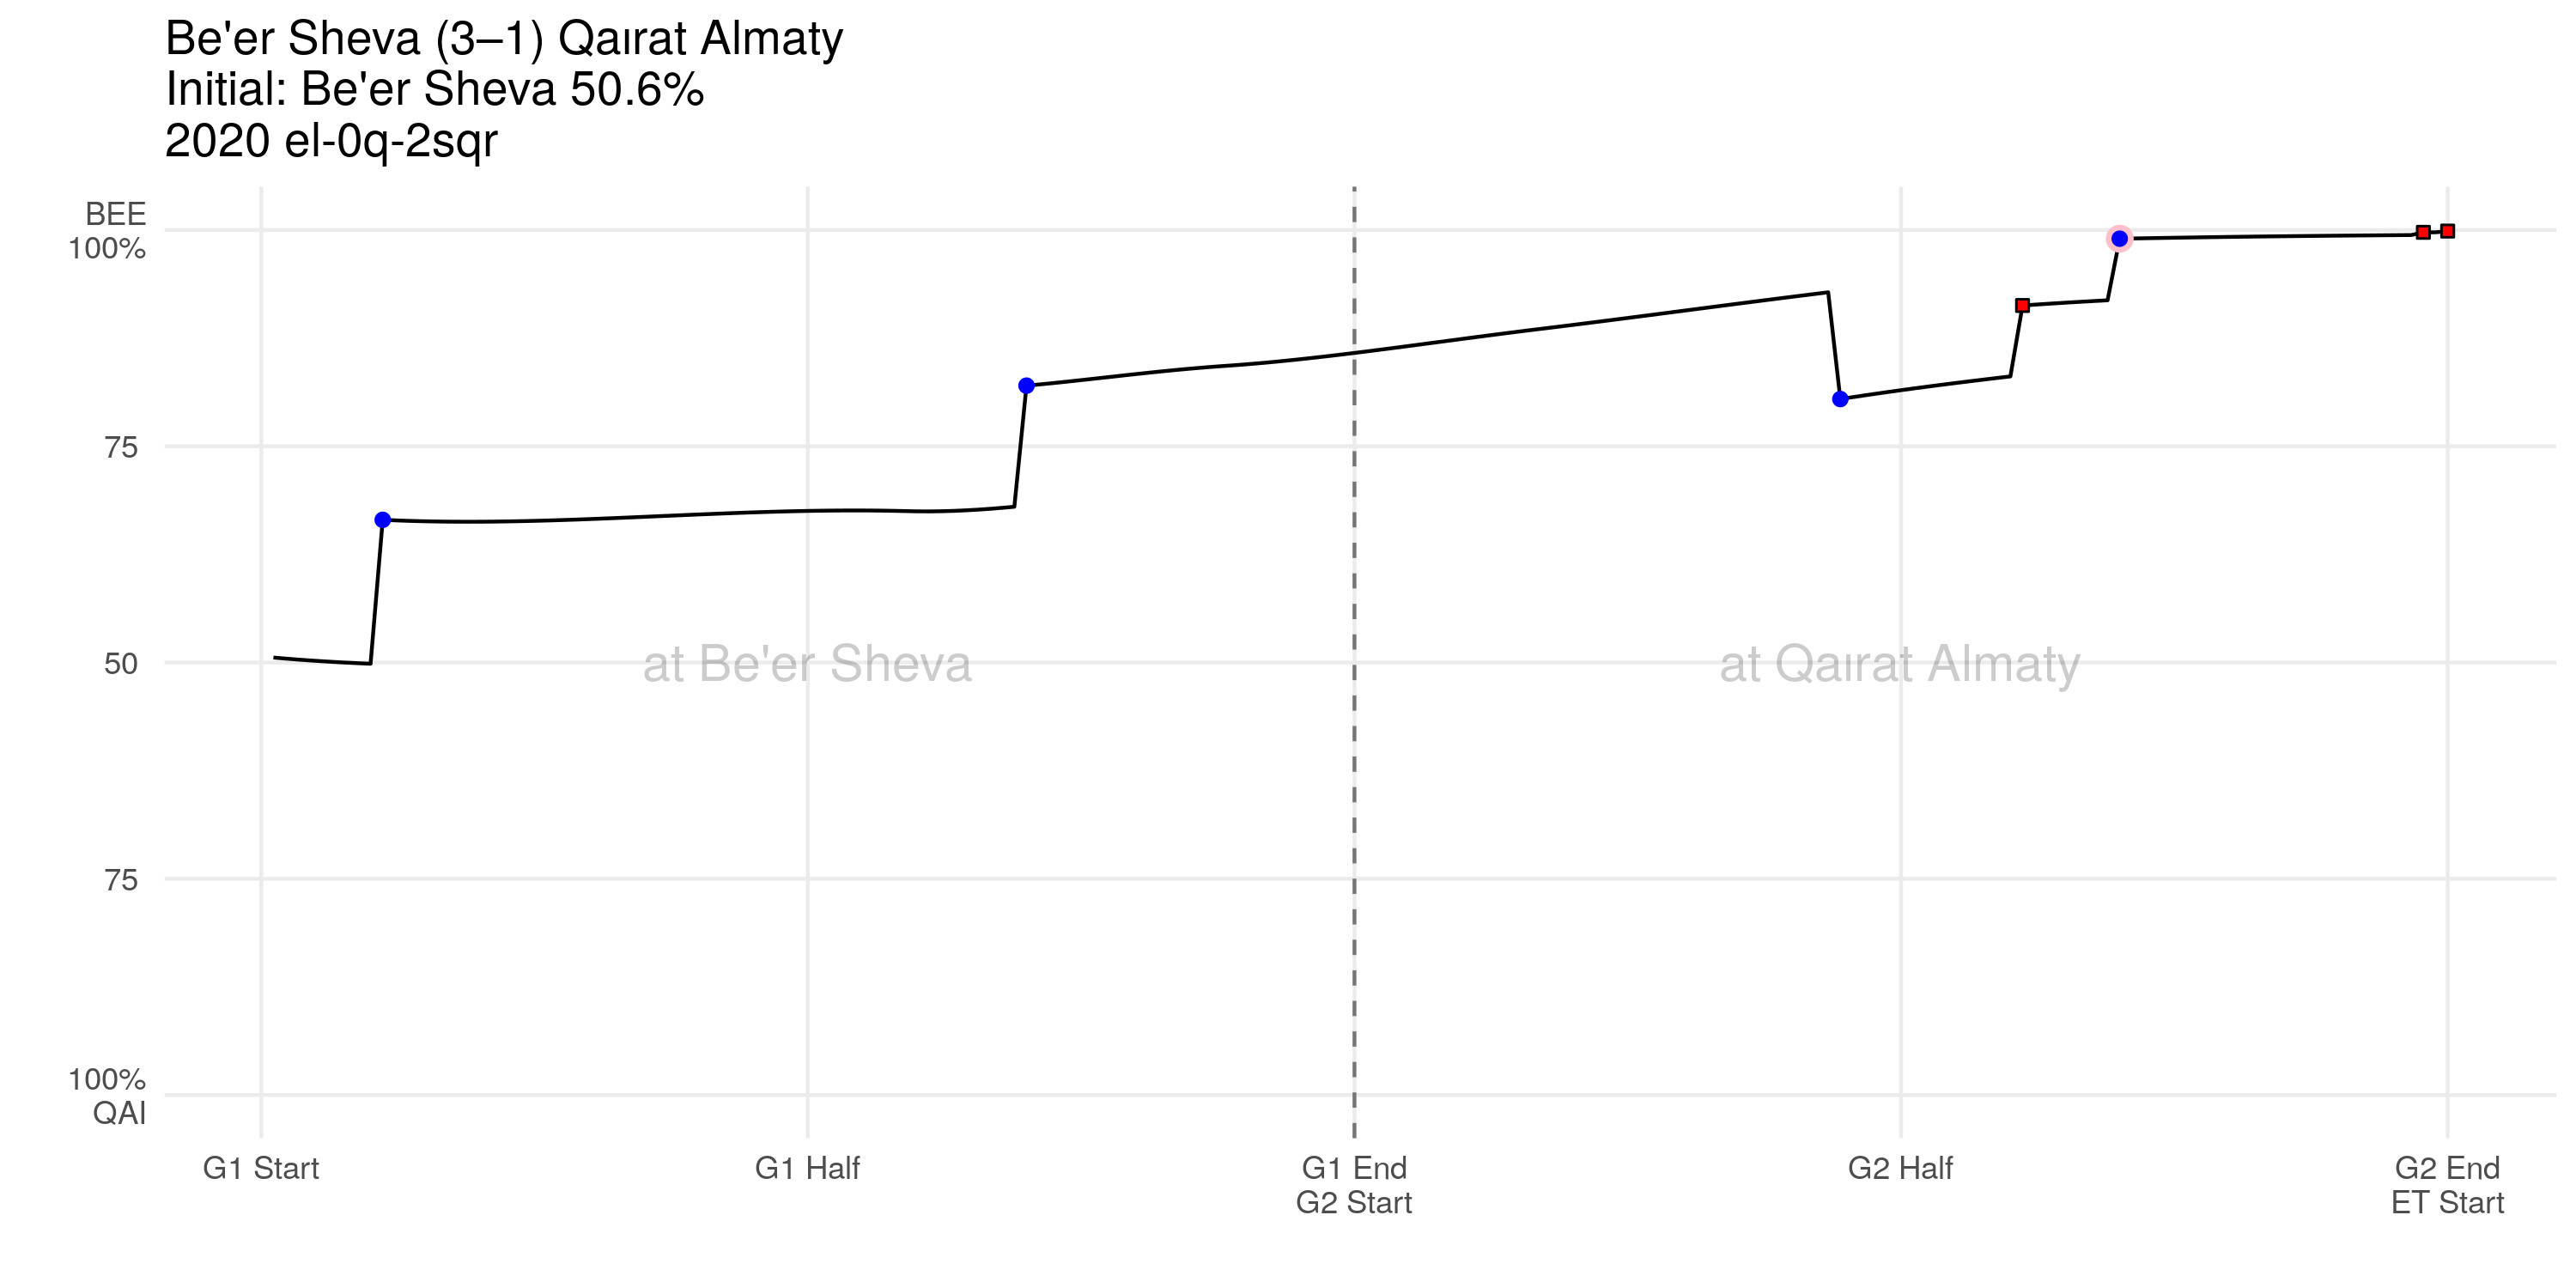 Be'er Sheva (3–1) Qaırat Almaty
Initial: Be'er Sheva 50.6%
2020 el-0q-2sqr
BEE
100%
75
50
75
100%
QAI
at Be'er Sheva
at Qaırat Almaty
G1 Start
G1 Half
G1 End
G2 Start
G2 Half
G2 End
ET Start